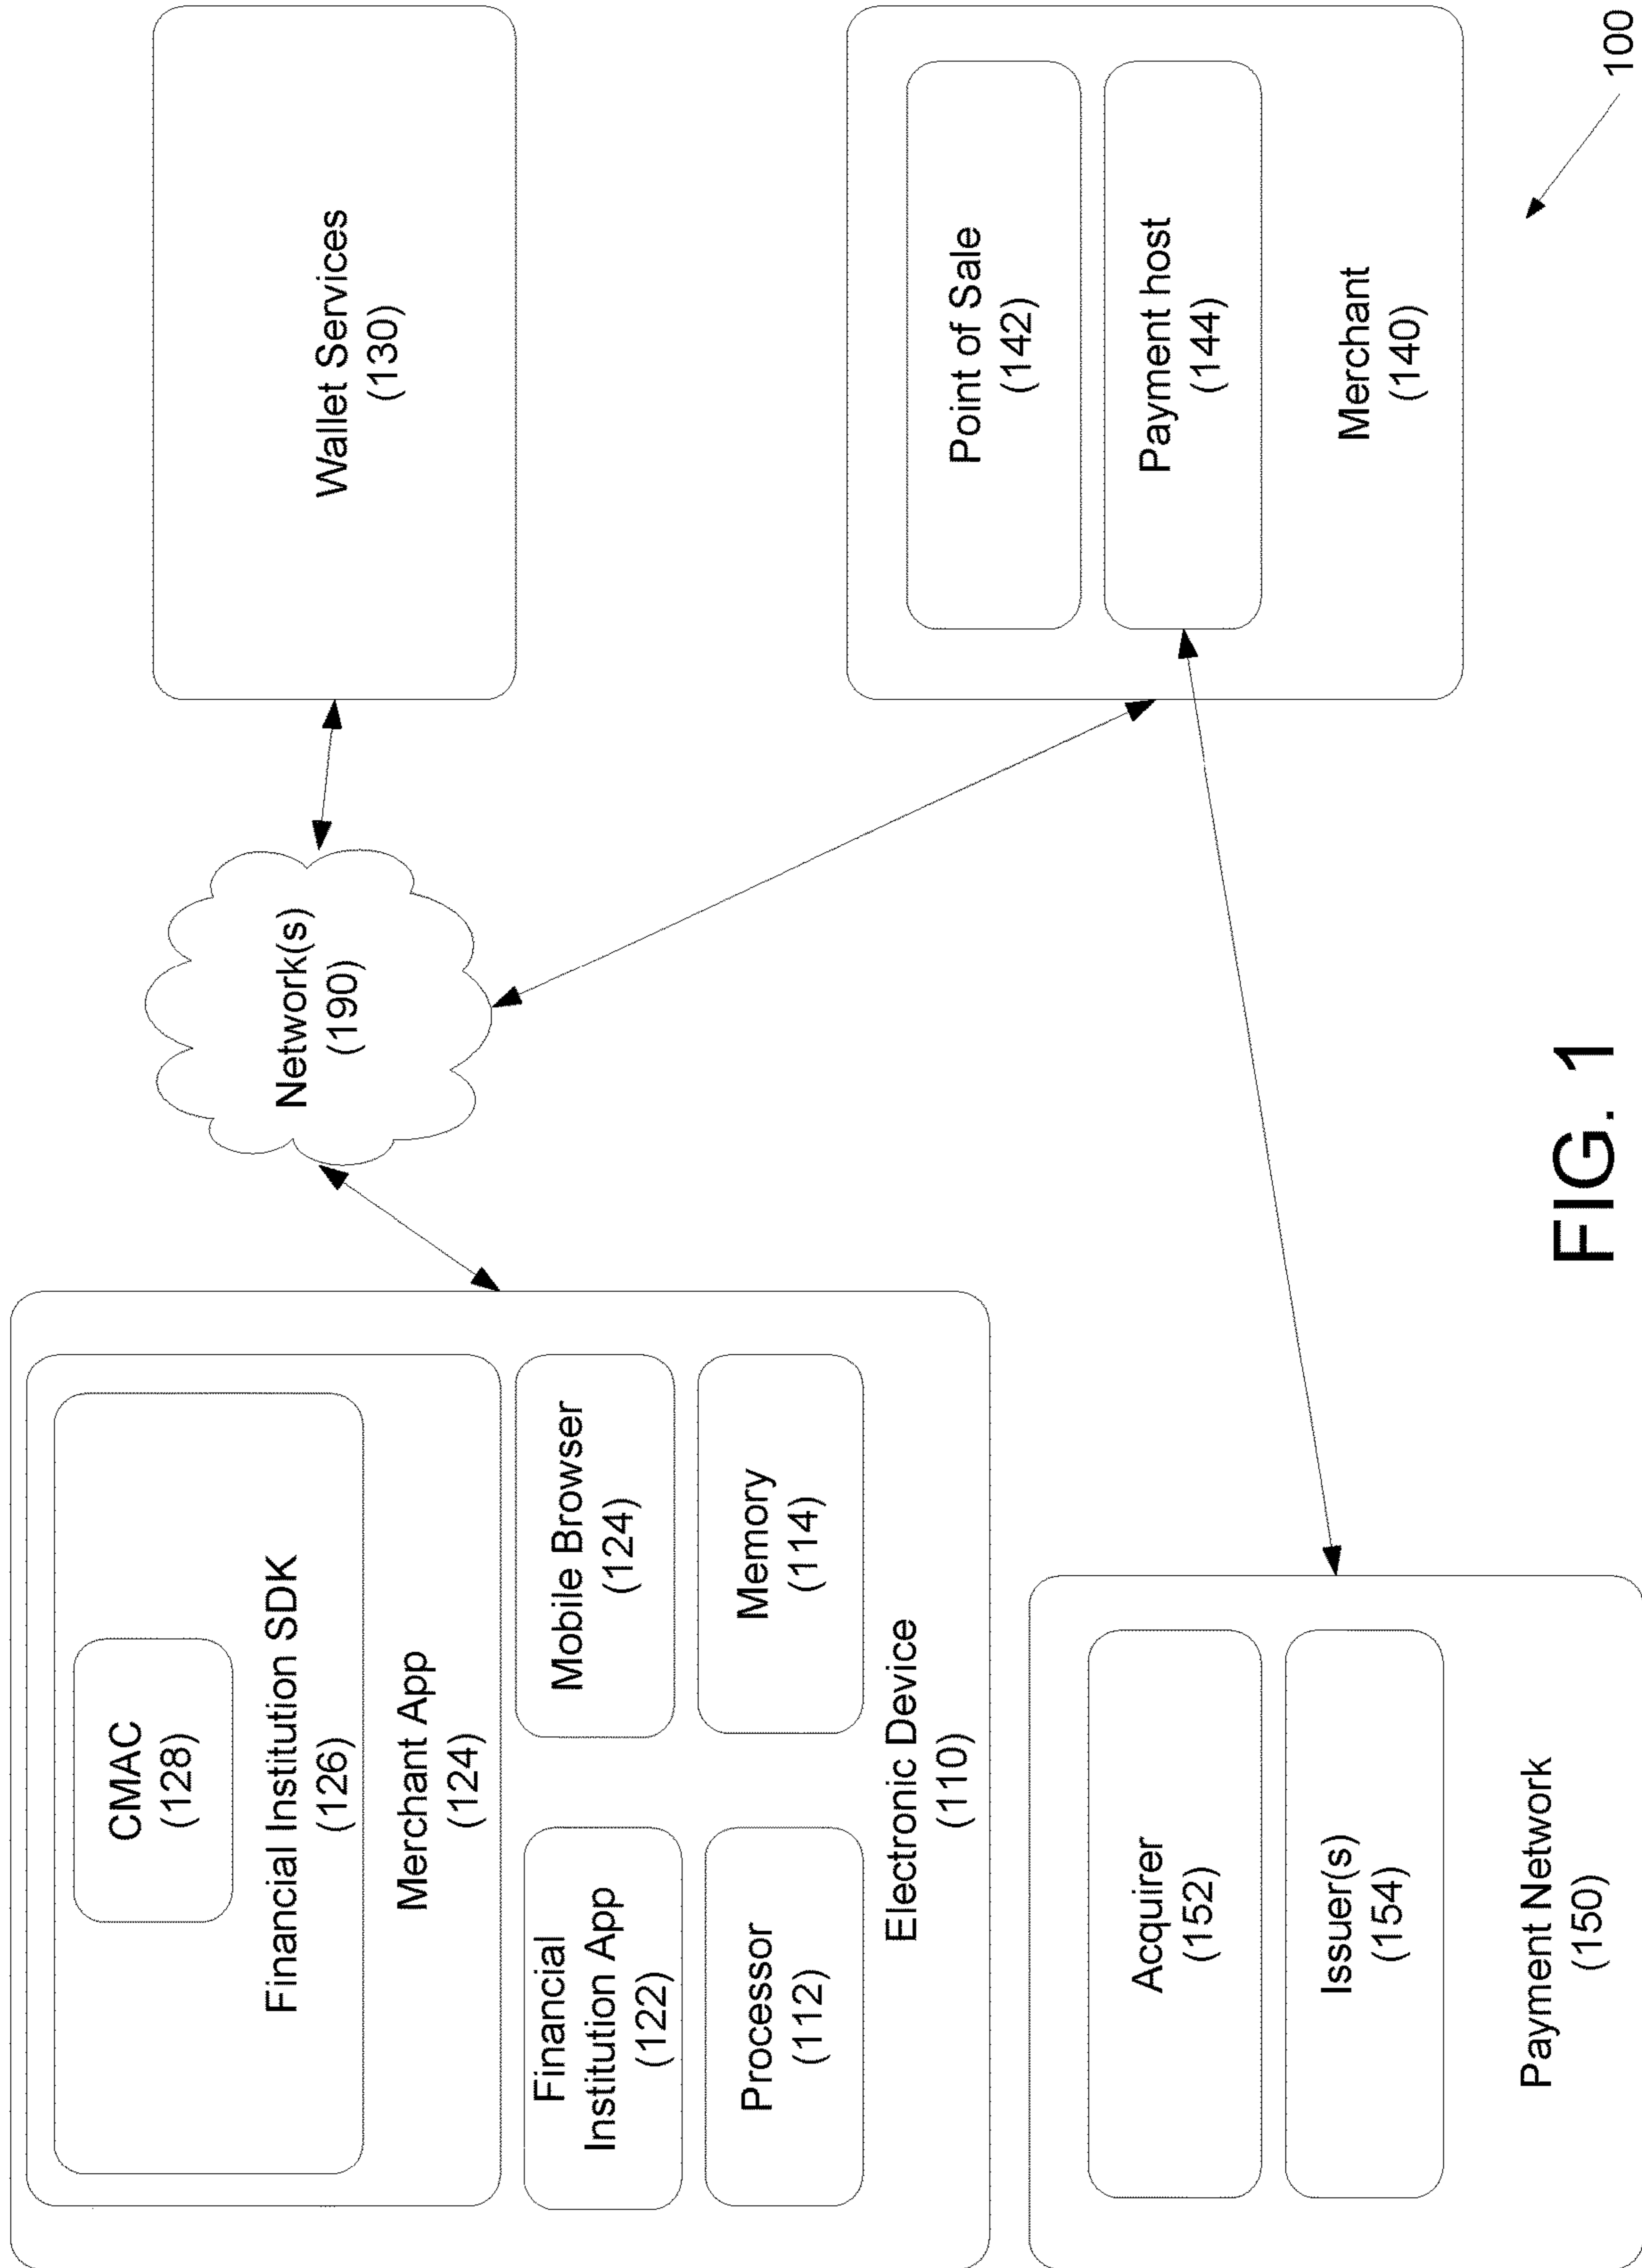 CMAC
(128)
Financial Institution SDK
(126)
Merchant App
(124)
Financial
Institution App
(122)
Mobile Browser
(124)
Processor
(112)
Memory
(114)
Electronic Device
(110)
Network(s)
(190)
Wallet Services
(130)
Acquirer
(152)
Issuer(s)
(154)
Payment Network
(150)
Point of Sale
(142)
Payment host
(144)
Merchant
(140)
100
FIG. 1